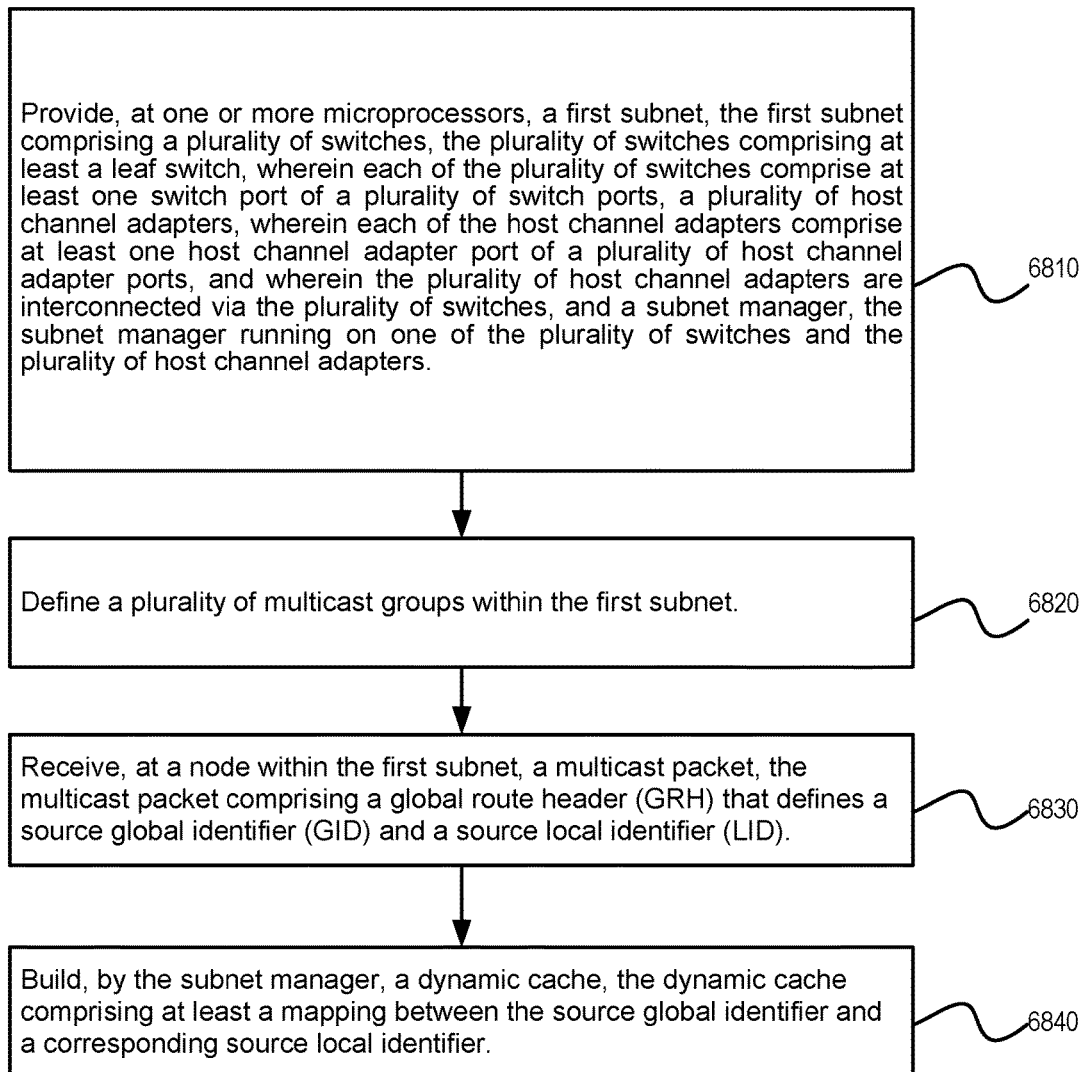 Provide, at one or more microprocessors, a first subnet, the first subnet
comprising a plurality of switches, the plurality of switches comprising at
least a leaf switch, wherein each of the plurality of switches comprise at
least one switch port of a plurality of switch ports, a plurality of host
channel adapters, wherein each of the host channel adapters comprise
at least one host channel adapter port of a plurality of host channel
adapter ports, and wherein the plurality of host channel adapters are
interconnected via the plurality of switches, and a subnet manager, the
subnet manager running on one of the plurality of switches and the
plurality of host channel adapters.
6810
Define a plurality of multicast groups within the first subnet.
6820
Receive, at a node within the first subnet, a multicast packet, the
multicast packet comprising a global route header (GRH) that defines a
source global identifier (GID) and a source local identifier (LID).
6830
Build, by the subnet manager, a dynamic cache, the dynamic cache
comprising at least a mapping between the source global identifier and
a corresponding source local identifier.
6840